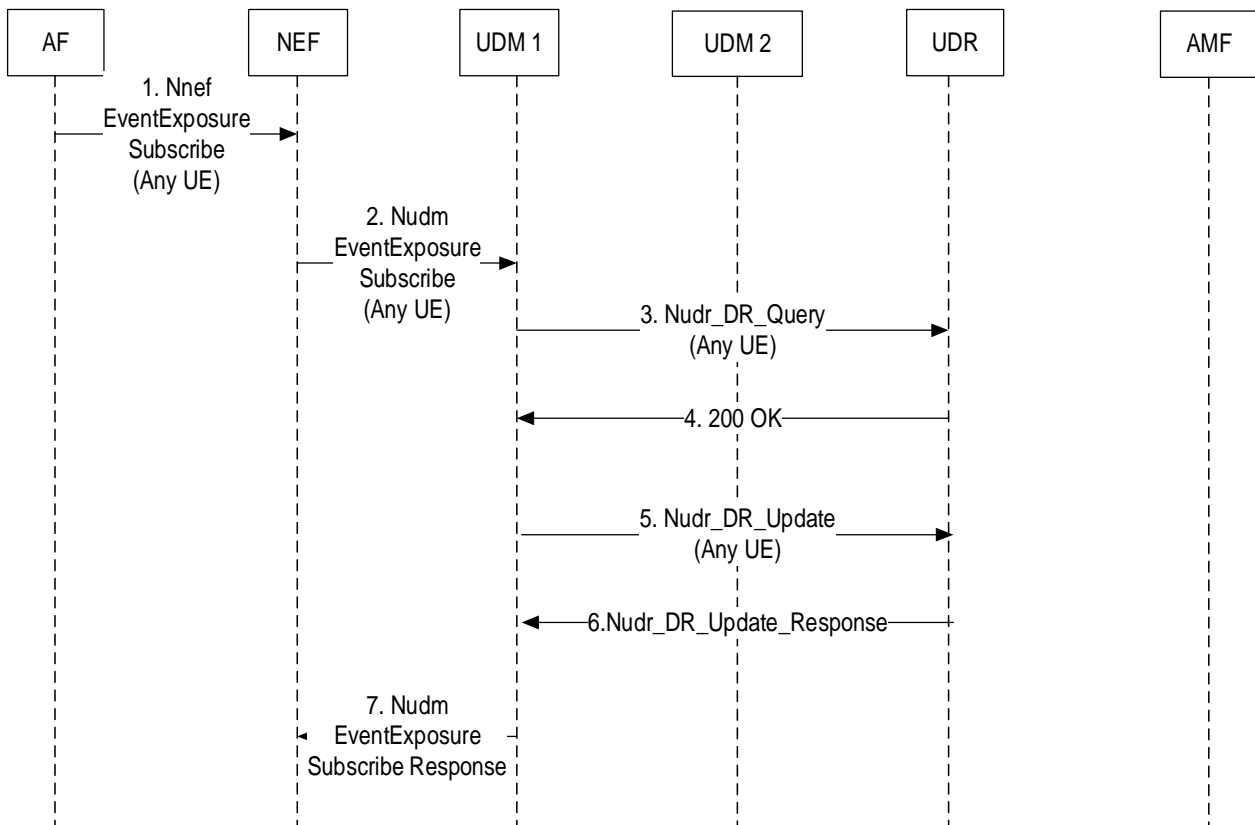 AF
NEF
UDM 1
UDM 2
UDR
AMF
1. Nnef
EventExposure
Subscribe
(Any UE)
2. Nudm
EventExposure
Subscribe
(Any UE)
3. Nudr_DR_Query
(Any UE)
4. 200 OK
5. Nudr_DR_Update
(Any UE)
6.Nudr_DR_Update_Response
7. Nudm
EventExposure
Subscribe Response